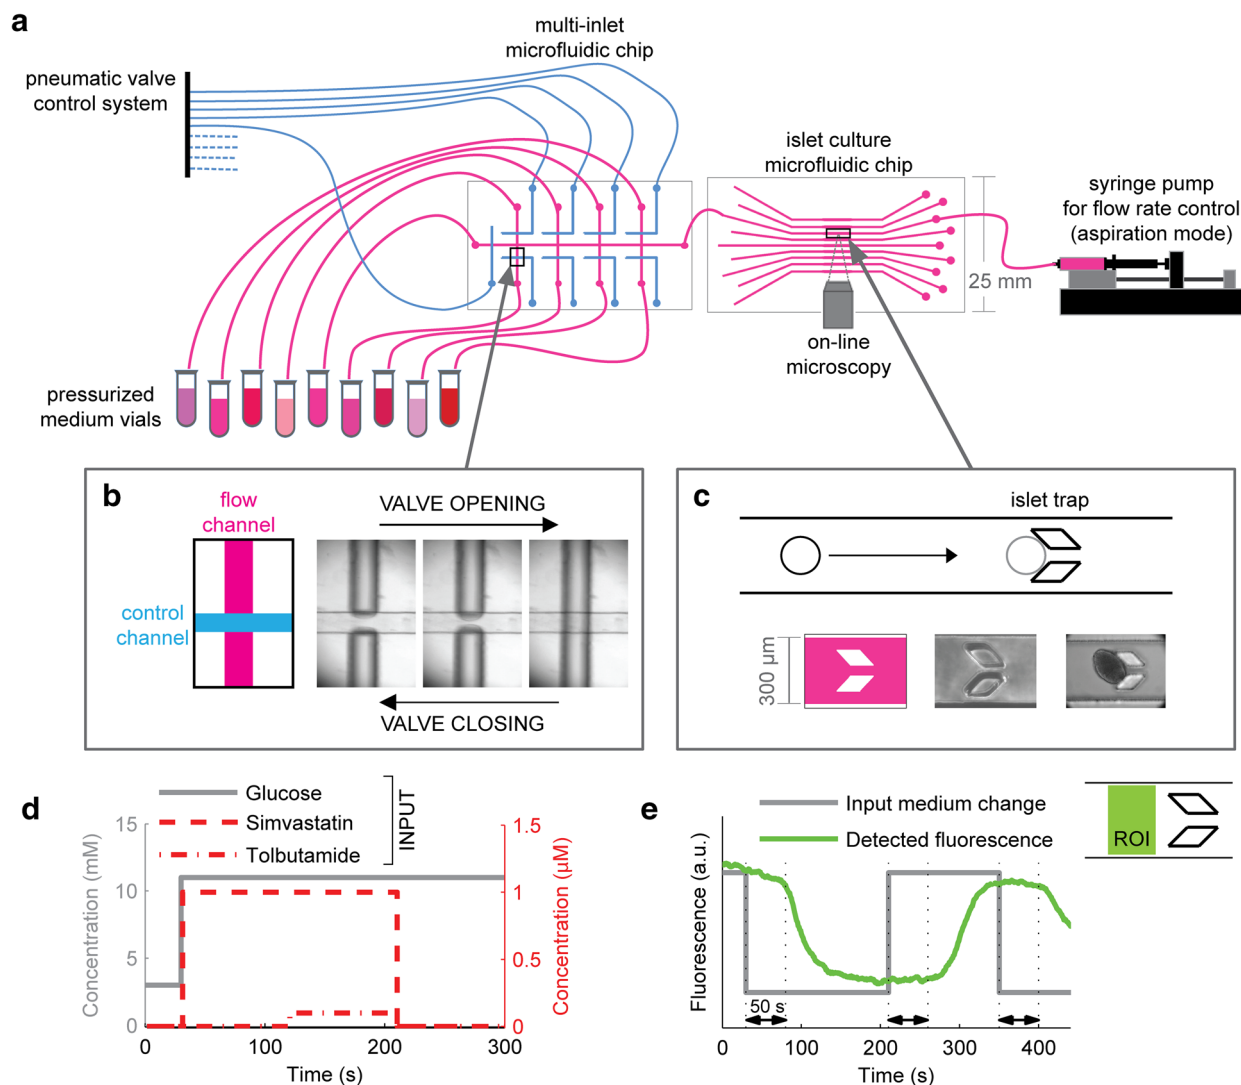 a
multi-inlet
microfluidic chip
pneumatic valve
control system
islet culture
microfluidic chip
syringe pump
for flow rate control
(aspiration mode)
25 mm
on-line
microscopy
pressurized
medium vials
b
flow
channel
control
channel
VALVE OPENING
VALVE CLOSING
c
islet trap
300 µm
d
Glucose
Simvastatin
Tolbutamide
INPUT
Concentration (mM)
15
10
5
0
Concentration (µM)
1.5
1
0.5
0
0
100
200
300
Time (s)
e
Input medium change
Detected fluorescence
ROI
Fluorescence (a.u.)
50 s
0
100
200
300
400
Time (s)